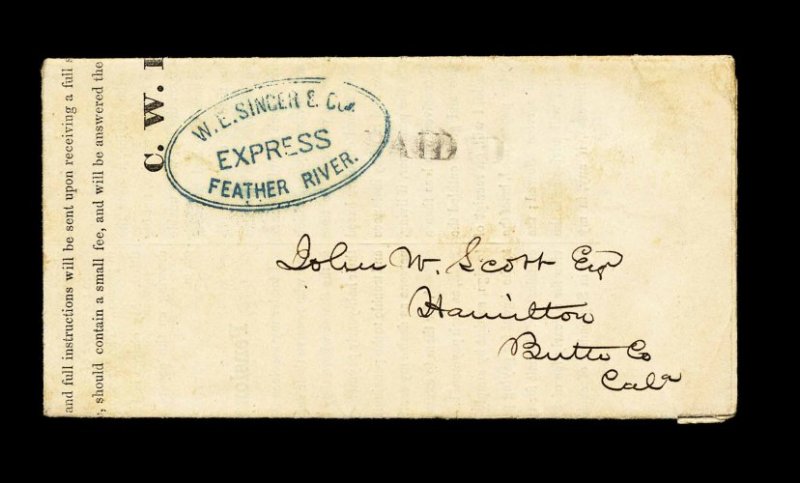 and full instructions will be sent upon receiving a full
should contain a small fee, and will be answered the
C. W.
W. E. SINGER & Co's.
EXPRESS
FEATHER RIVER.
PAID
John W. Scott Esq
Hamilton
Butte Co
Cala